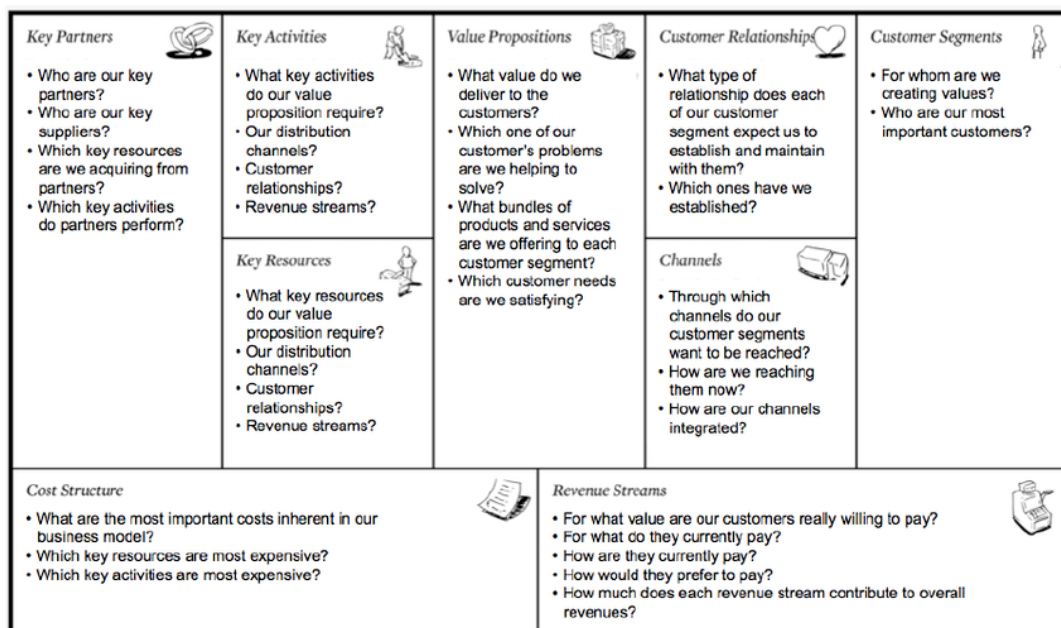 Key Partners
• Who are our key
partners?
• Who are our key
suppliers?
• Which key resources
are we acquiring from
partners?
• Which key activities
do partners perform?
Key Activities
• What key activities
do our value
proposition require?
• Our distribution
channels?
• Customer
relationships?
• Revenue streams?
Key Resources
• What key resources
do our value
proposition require?
• Our distribution
channels?
• Customer
relationships?
• Revenue streams?
Value Propositions
• What value do we
deliver to the
customers?
• Which one of our
customer's problems
are we helping to
solve?
• What bundles of
products and services
are we offering to each
customer segment?
• Which customer needs
are we satisfying?
Customer Relationships
• What type of
relationship does each
of our customer
segment expect us to
establish and maintain
with them?
• Which ones have we
established?
Channels
• Through which
channels do our
customer segments
want to be reached?
• How are we reaching
them now?
• How are our channels
integrated?
Customer Segments
• For whom are we
creating values?
• Who are our most
important customers?
Cost Structure
• What are the most important costs inherent in our
business model?
• Which key resources are most expensive?
• Which key activities are most expensive?
Revenue Streams
• For what value are our customers really willing to pay?
• For what do they currently pay?
• How are they currently pay?
• How would they prefer to pay?
• How much does each revenue stream contribute to overall
revenues?